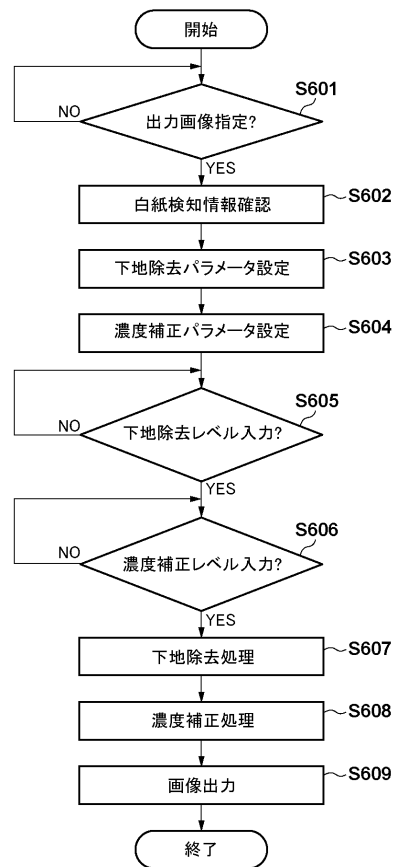 開始
S601
出力画像指定?
NO
YES
S602
白紙検知情報確認
S603
下地除去パラメータ設定
S604
濃度補正パラメータ設定
S605
下地除去レベル入力?
NO
YES
S606
濃度補正レベル入力?
NO
YES
S607
下地除去処理
S608
濃度補正処理
S609
画像出力
終了